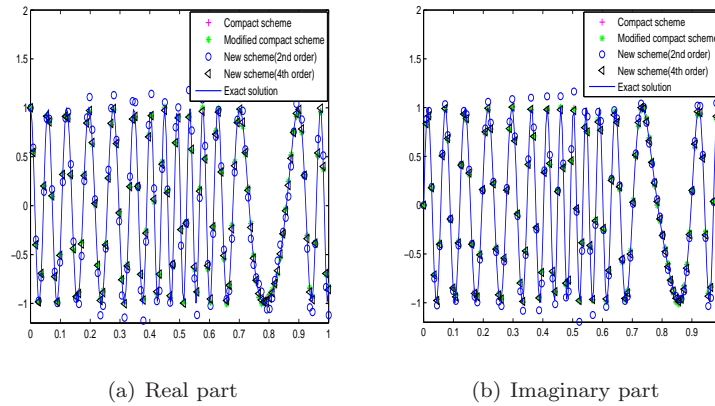 2
1.5
1
0.5
0
−0.5
−1
0 0.1 0.2 0.3 0.4 0.5 0.6 0.7 0.8 0.9 1
Compact scheme
Modified compact scheme
New scheme(2nd order)
New scheme(4th order)
Exact solution
(a) Real part
2
1.5
1
0.5
0
−0.5
−1
0 0.1 0.2 0.3 0.4 0.5 0.6 0.7 0.8 0.9
Compact scheme
Modified compact scheme
New scheme(2nd order)
New scheme(4th order)
Exact solution
(b) Imaginary part